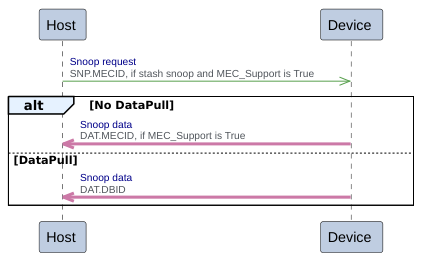 Host Device
Snoop request
SNP.MECID, if stash snoop and MEC_Support is True
alt [No DataPull]
Snoop data
DAT.MECID, if MEC_Support is True
[DataPull]
Snoop data
DAT.DBID
Host Device